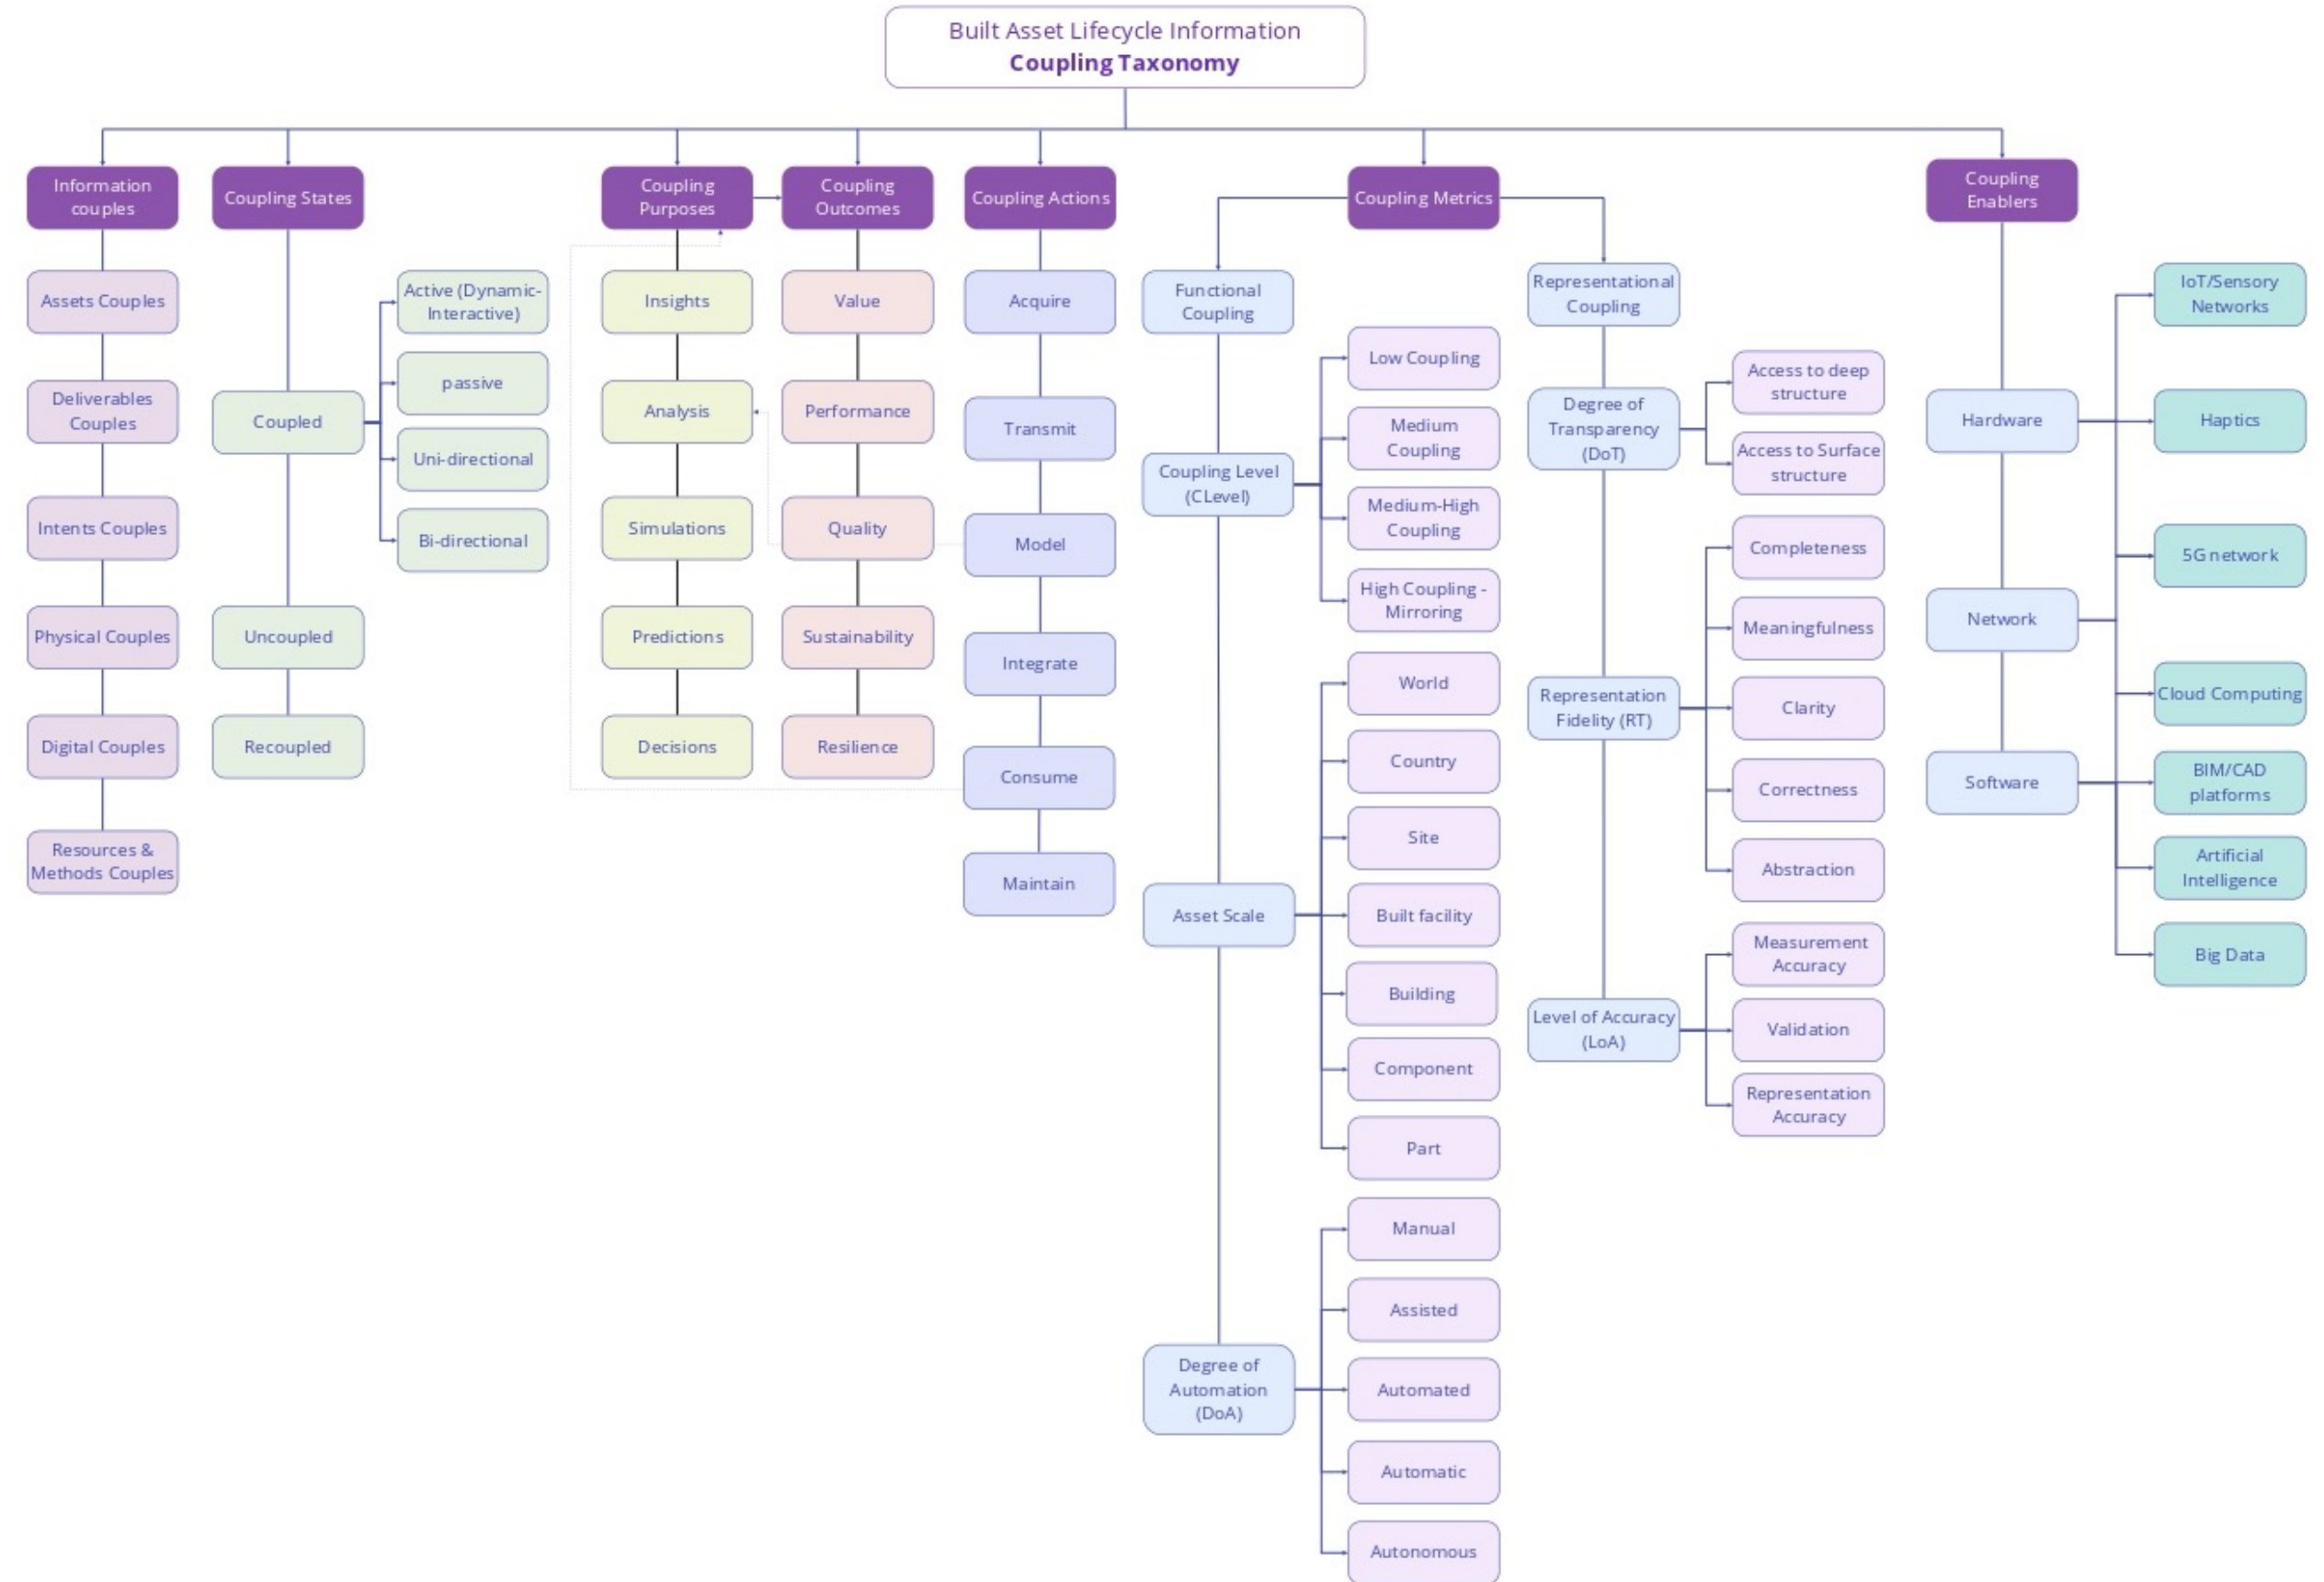 Built Asset Lifecycle Information
Coupling Taxonomy
Information
couples
Assets Couples
Deliverables
Couples
Intents Couples
Physical Couples
Digital Couples
Resources &
Methods Couples
Coupling States
Coupled
Active (Dynamic-
Interactive)
passive
Uni-directional
Bi-directional
Uncoupled
Recoupled
Coupling
Purposes
Insights
Analysis
Simulations
Predictions
Decisions
Coupling
Outcomes
Value
Performance
Quality
Sustainability
Resilience
Coupling Actions
Acquire
Transmit
Model
Integrate
Consume
Maintain
Coupling Metrics
Functional
Coupling
Coupling Level
(CLevel)
Low Coupling
Medium
Coupling
Medium-High
Coupling
High Coupling -
Mirroring
Asset Scale
World
Country
Site
Built facility
Building
Component
Part
Degree of
Automation
(DoA)
Manual
Assisted
Automated
Automatic
Autonomous
Representational
Coupling
Degree of
Transparency
(DoT)
Access to deep
structure
Access to Surface
structure
Representation
Fidelity (RT)
Completeness
Meaningfulness
Clarity
Correctness
Abstraction
Level of Accuracy
(LoA)
Measurement
Accuracy
Validation
Representation
Accuracy
Coupling
Enablers
Hardware
Network
Software
IoT/Sensory
Networks
Haptics
5G network
Cloud Computing
BIM/CAD
platforms
Artificial
Intelligence
Big Data